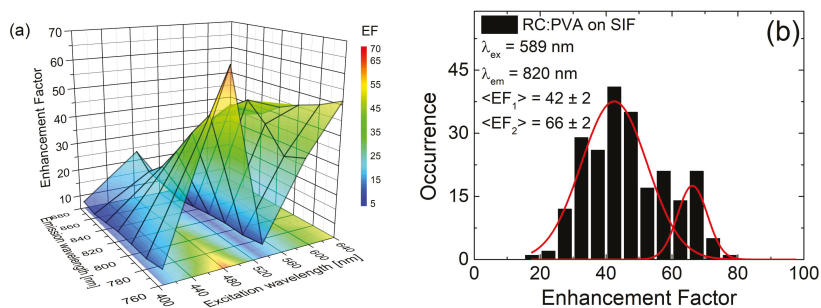 (a)
70
60
50
40
30
20
10
Enhancement Factor
EF
70
65
55
45
35
25
15
5
880
860
840
820
800
780
760
Emission wavelength [nm]
400
440
480
520
560
600
640
Excitation wavelength [nm]
(b)
RC:PVA on SIF
λex = 589 nm
λem = 820 nm
<EF1> = 42 ± 2
<EF2> = 66 ± 2
45
30
15
0
Occurrence
0 20 40 60 80 100
Enhancement Factor